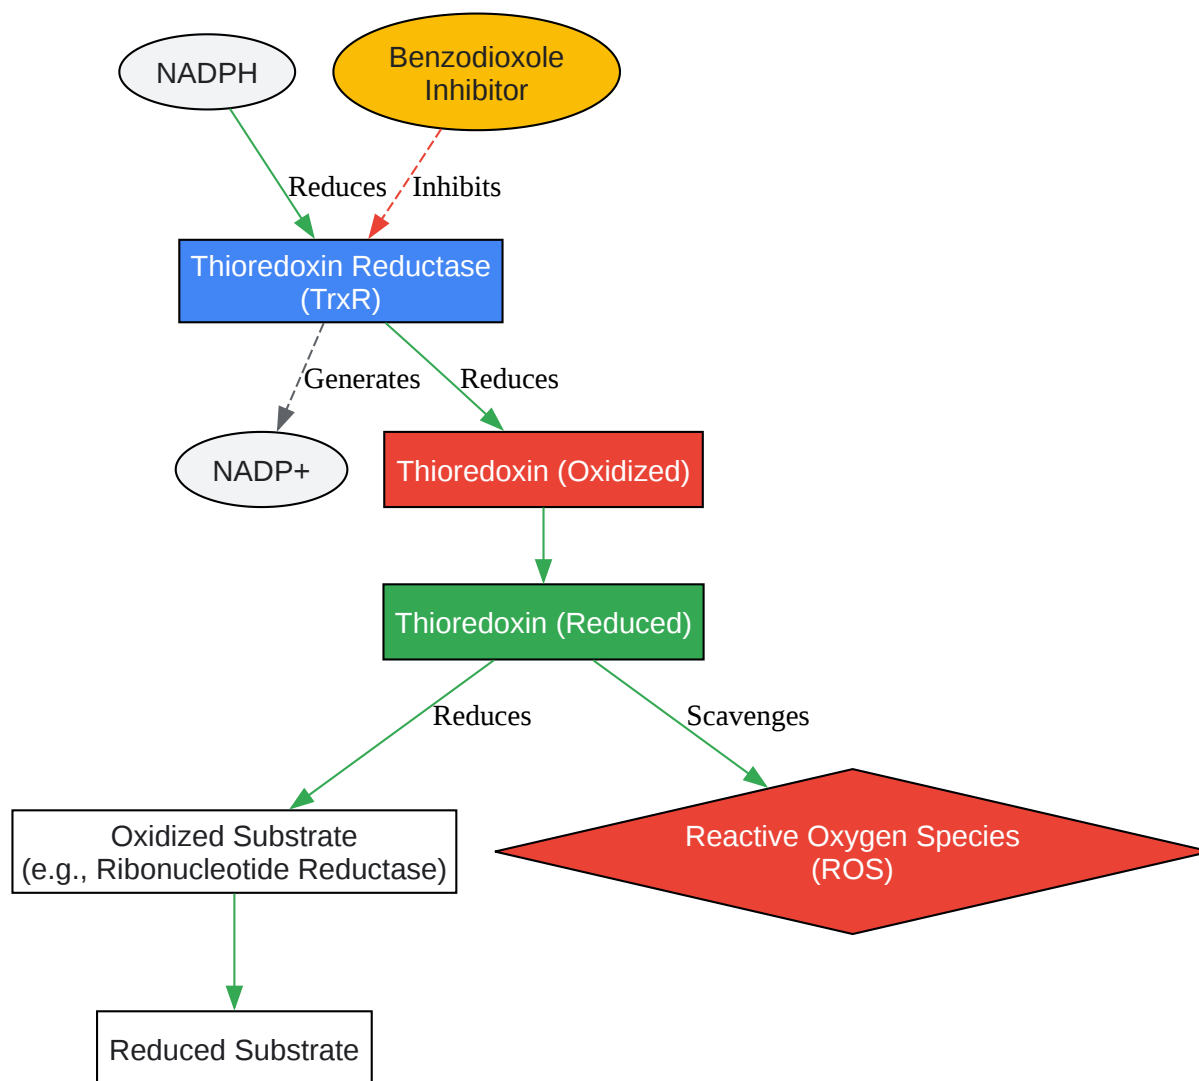 NADPH
Benzodioxole
Inhibitor
Reduces
Inhibits
Thioredoxin Reductase
(TrxR)
Generates
Reduces
NADP+
Thioredoxin (Oxidized)
Thioredoxin (Reduced)
Reduces
Scavenges
Oxidized Substrate
(e.g., Ribonucleotide Reductase)
Reactive Oxygen Species
(ROS)
Reduced Substrate